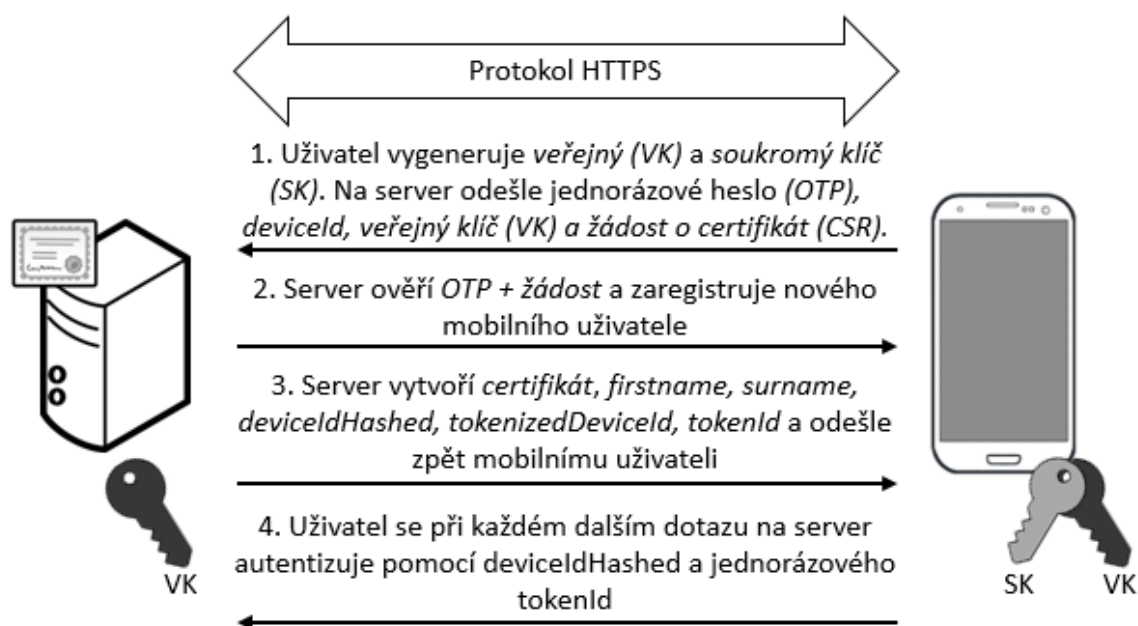 Protokol HTTPS
1. Uživatel vygeneruje veřejný (VK) a soukromý klíč
(SK). Na server odešle jednorázové heslo (OTP),
deviceId, veřejný klíč (VK) a žádost o certifikát (CSR).
2. Server ověří OTP + žádost a zaregistruje nového
mobilního uživatele
3. Server vytvoří certifikát, firstname, surname,
deviceIdHashed, tokenizedDeviceId, tokenId a odešle
zpět mobilnímu uživateli
4. Uživatel se při každém dalším dotazu na server
autentizuje pomocí deviceIdHashed a jednorázového
tokenId
VK
SK
VK